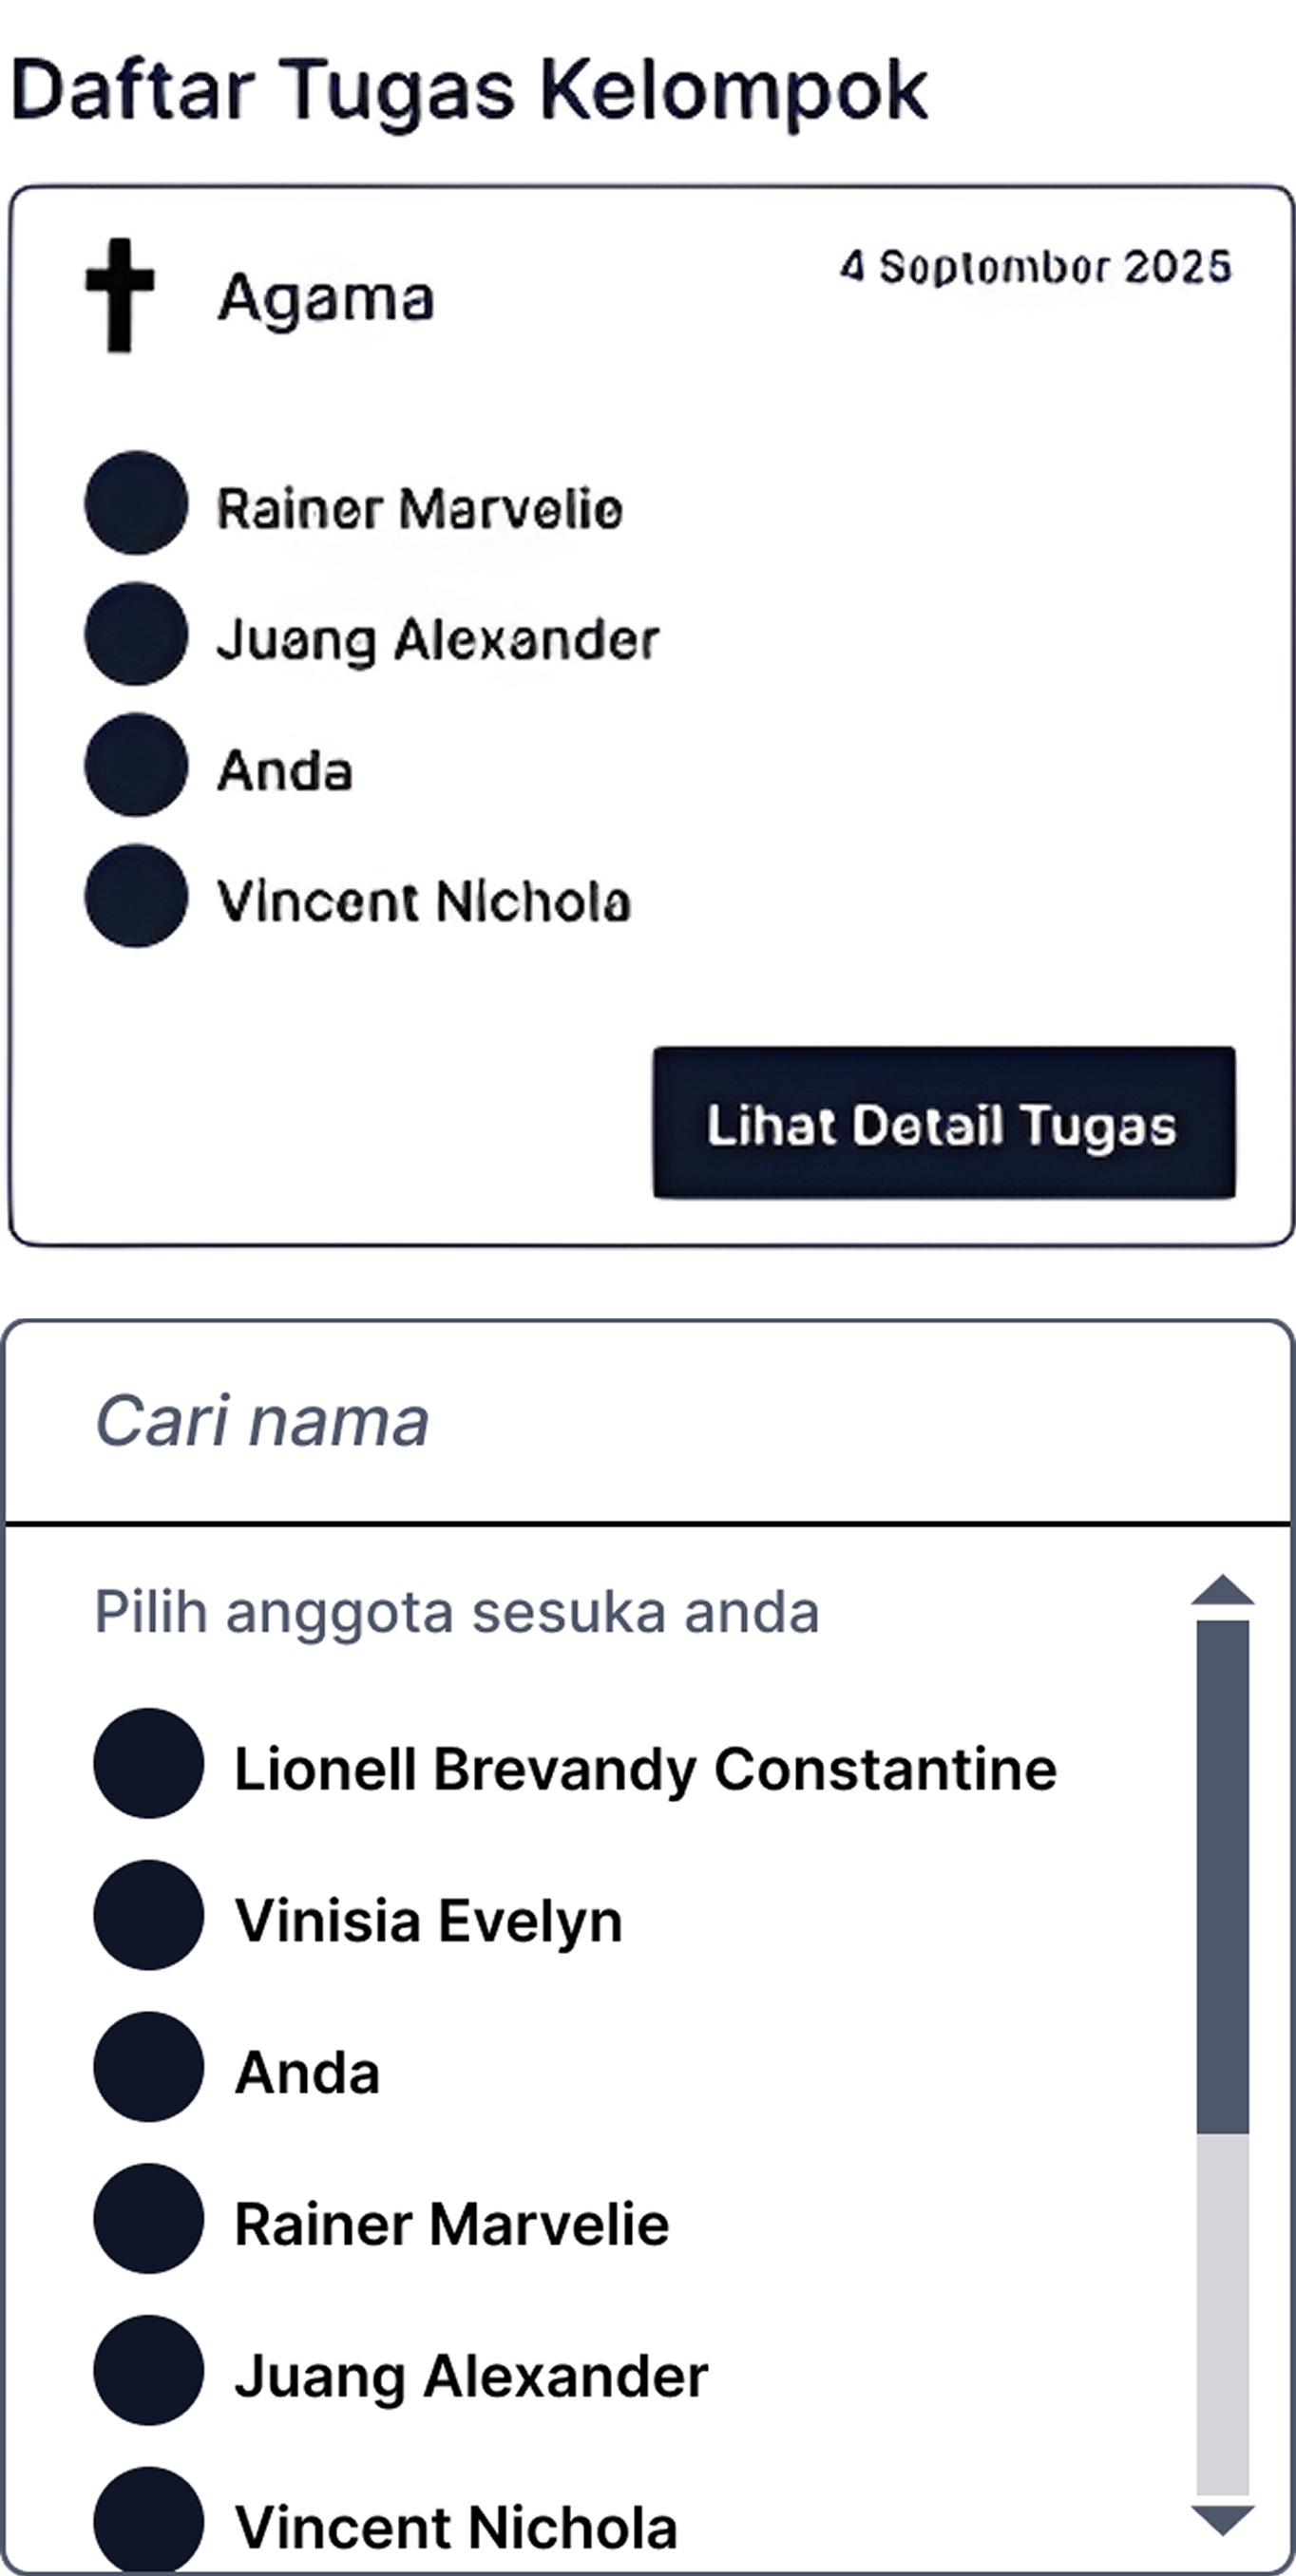 Daftar Tugas Kelompok
Agama
4 September 2025
Rainer Marvelie
Juang Alexander
Anda
Vincent Nichola
Lihat Detail Tugas
Cari nama
Pilih anggota sesuka anda
Lionell Brevandy Constantine
Vinisia Evelyn
Anda
Rainer Marvelie
Juang Alexander
Vincent Nichola